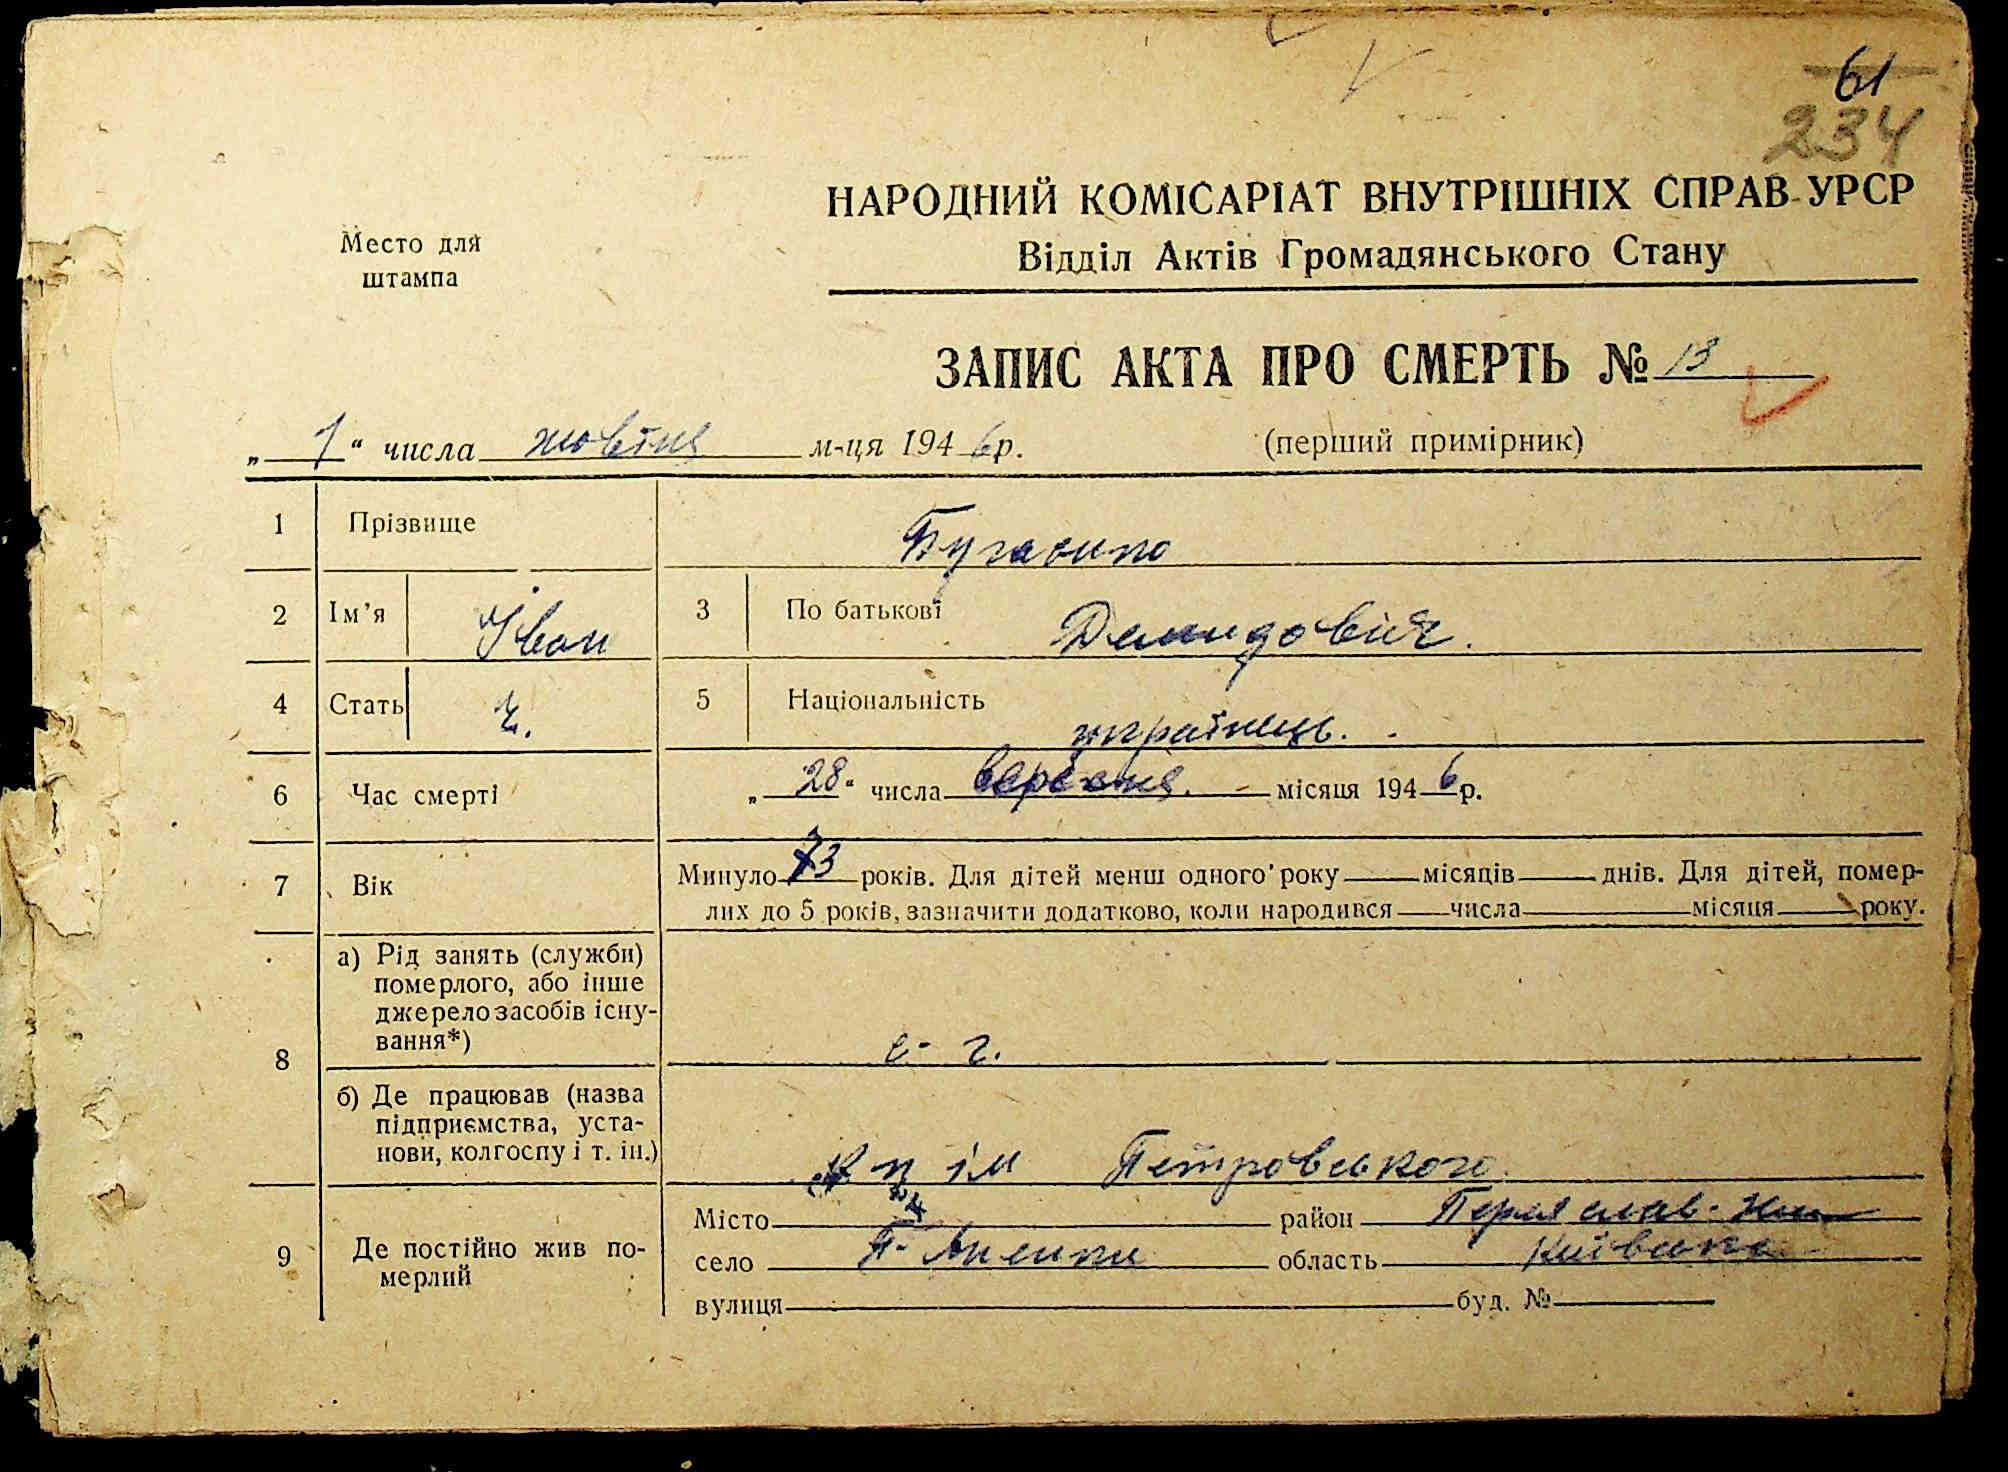 61
234
Место для
штампа
НАРОДНИЙ КОМІСАРІАТ ВНУТРІШНІХ СПРАВ УРСР
Відділ Актів Громадянського Стану
ЗАПИС АКТА ПРО СМЕРТЬ № 13
„ 1 “ числа жовтня м-ця 1946 р.
(перший примірник)
1 Прізвище
2 Ім’я Іван 3 По батькові Демидович.
4 Стать ч. 5 Національність українець.
6 Час смерті „ 28 “ числа вересня. місяця 1946 р.
7 Вік Минуло 73 років. Для дітей менш одного року місяців днів. Для дітей, помер-
лих до 5 років, зазначити додатково, коли народився числа місяця року.
8 а) Рід занять (служби)
померлого, або інше
джерело засобів існу-
вання*) с- г.
б) Де працював (назва
підприємства, уста-
нови, колгоспу і т. ін.) ім Петровського.
9 Де постійно жив по-
мерлий
Місто район Переяслав-
село область Київська
вулиця буд. №